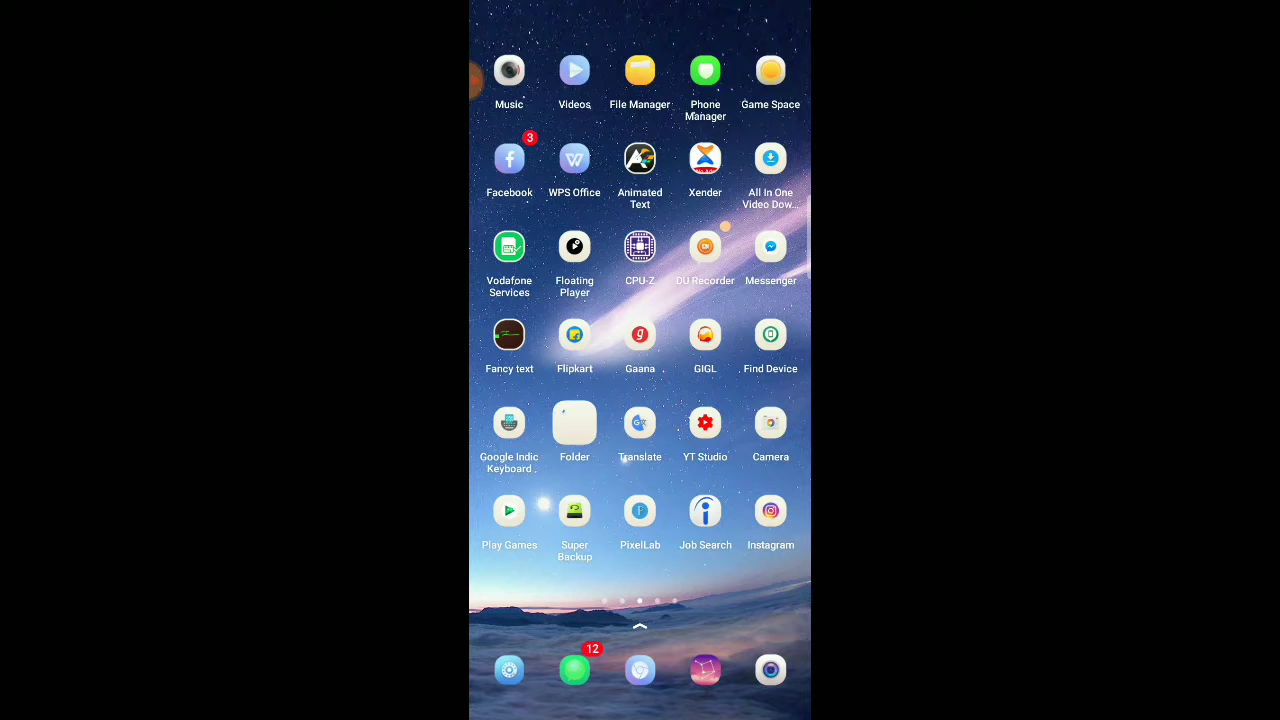 Music
Videos
File Manager
Phone
Manager
Game Space
3
Facebook
WPS Office
Animated
Text
Xender
All In One
Video Dow...
Vodafone
Services
Floating
Player
CPU-Z
DU Recorder
Messenger
Fancy text
Flipkart
Gaana
GIGL
Find Device
Google Indic
Keyboard
Folder
Translate
YT Studio
Camera
Play Games
Super
Backup
PixelLab
Job Search
Instagram
12